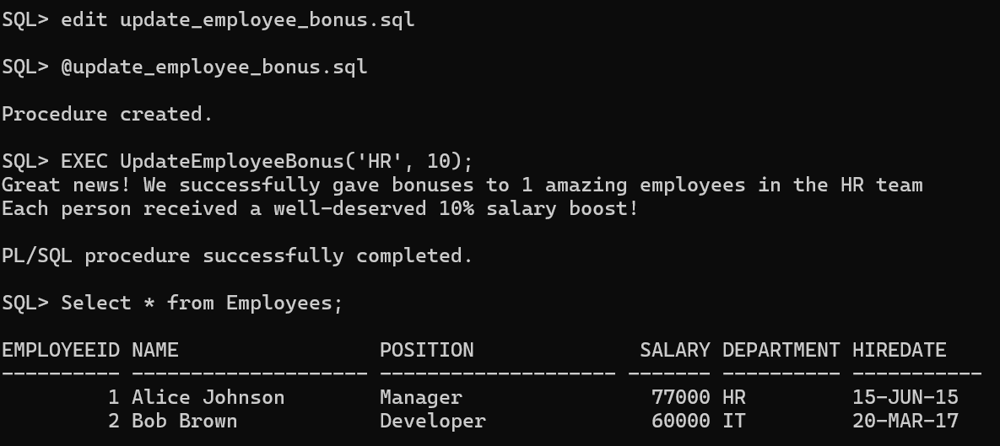 SQL> edit update_employee_bonus.sql
SQL> @update_employee_bonus.sql
Procedure created.
SQL> EXEC UpdateEmployeeBonus('HR', 10);
Great news! We successfully gave bonuses to 1 amazing employees in the HR team
Each person received a well-deserved 10% salary boost!
PL/SQL procedure successfully completed.
SQL> Select * from Employees;
EMPLOYEEID NAME                 POSITION              SALARY DEPARTMENT HIREDATE
---------- -------------------- -------------------- ------- ---------- -----------
         1 Alice Johnson        Manager                77000 HR         15-JUN-15
         2 Bob Brown            Developer              60000 IT         20-MAR-17